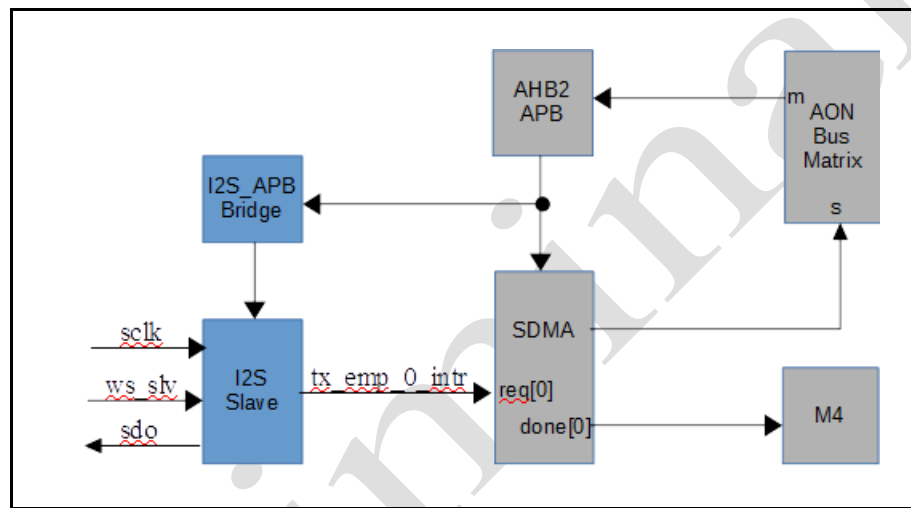 AHB2
APB
m
AON
Bus
Matrix
s
I2S_APB
Bridge
SDMA
req[0]
done[0]
I2S
Slave
sclk
ws_slv
sdo
tx_emp_0_intr
M4